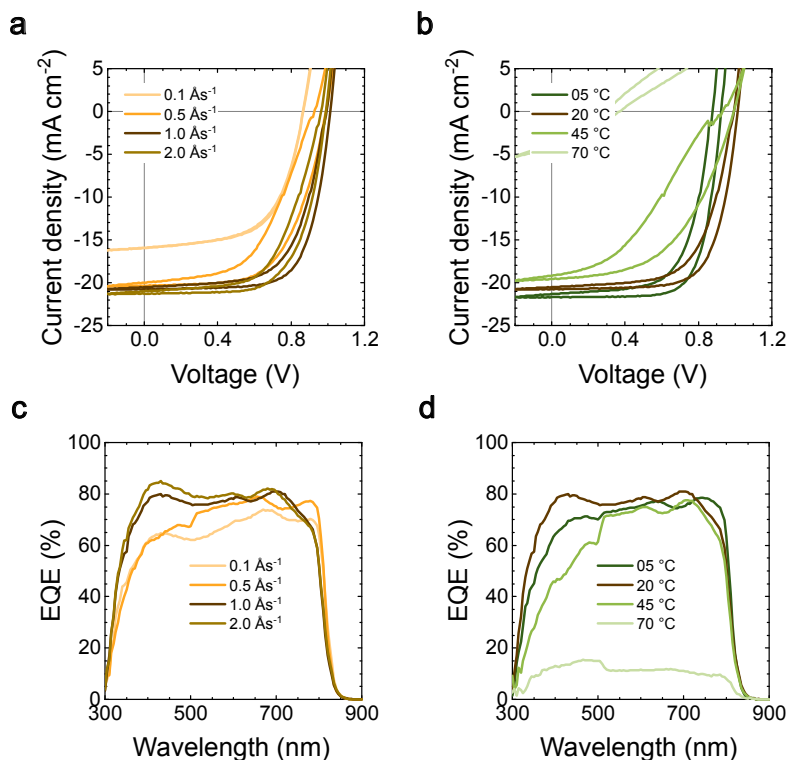 a
5
0
-5
-10
-15
-20
-25
0.0 0.4 0.8 1.2
Current density (mA cm⁻²)
Voltage (V)
0.1 Ås⁻¹
0.5 Ås⁻¹
1.0 Ås⁻¹
2.0 Ås⁻¹
b
5
0
-5
-10
-15
-20
-25
0.0 0.4 0.8 1.2
Current density (mA cm⁻²)
Voltage (V)
05 °C
20 °C
45 °C
70 °C
c
100
80
60
40
20
0
300 500 700 900
EQE (%)
Wavelength (nm)
0.1 Ås⁻¹
0.5 Ås⁻¹
1.0 Ås⁻¹
2.0 Ås⁻¹
d
100
80
60
40
20
0
300 500 700 900
EQE (%)
Wavelength (nm)
05 °C
20 °C
45 °C
70 °C